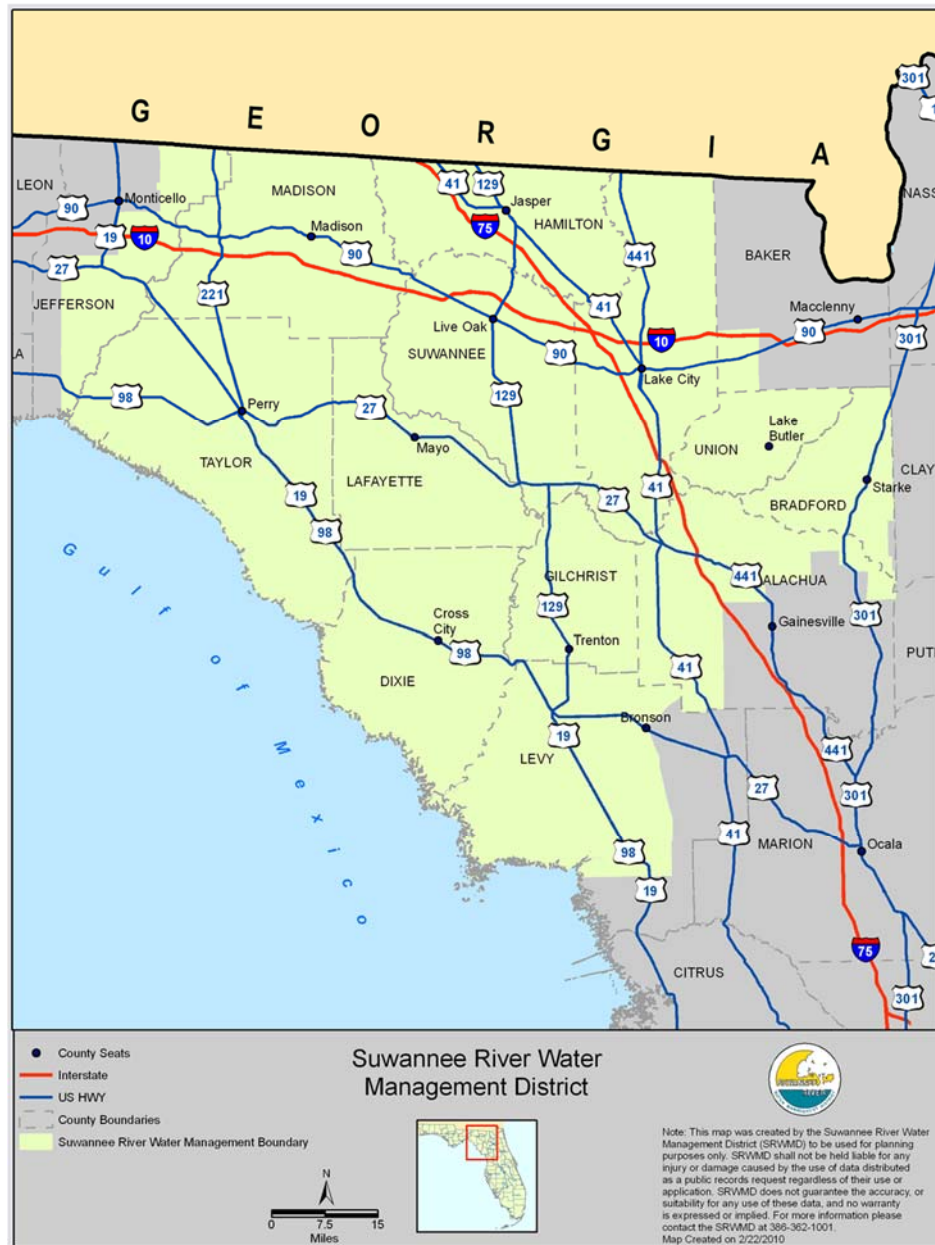 G E O R G I A
301
1
LEON
MADISON
41
129
NASS
Monticello
Jasper
90
Madison
HAMILTON
19
10
75
BAKER
90
441
27
221
JEFFERSON
41
Macclenny
Live Oak
10
90
301
LA
SUWANNEE
90
Lake City
98
129
Perry
27
Lake
Butler
Mayo
UNION
TAYLOR
CLAY
LAFAYETTE
41
Starke
19
27
BRADFORD
98
Gulf of Mexico
GILCHRIST
441
ALACHUA
129
301
Cross
City
Gainesville
98
Trenton
PUTN
41
DIXIE
Bronson
19
441
LEVY
27
301
41
MARION
Ocala
98
19
75
2
CITRUS
301
County Seats
Interstate
US HWY
County Boundaries
Suwannee River Water Management Boundary
Suwannee River Water
Management District
N
0 7.5 15
Miles
SUWANNEE
RIVER
WATER MANAGEMENT DISTRICT
Note: This map was created by the Suwannee River Water
Management District (SRWMD) to be used for planning
purposes only. SRWMD shall not be held liable for any
injury or damage caused by the use of data distributed
as a public records request regardless of their use or
application. SRWMD does not guarantee the accuracy, or
suitability for any use of these data, and no warranty
is expressed or implied. For more information please
contact the SRWMD at 386-362-1001.
Map Created on 2/22/2010